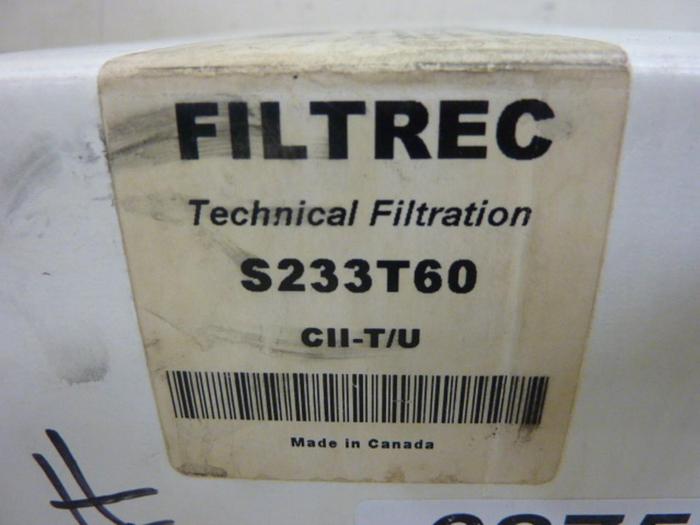 FILTREC
Technical Filtration
S233T60
CII-T/U
Made in Canada
#